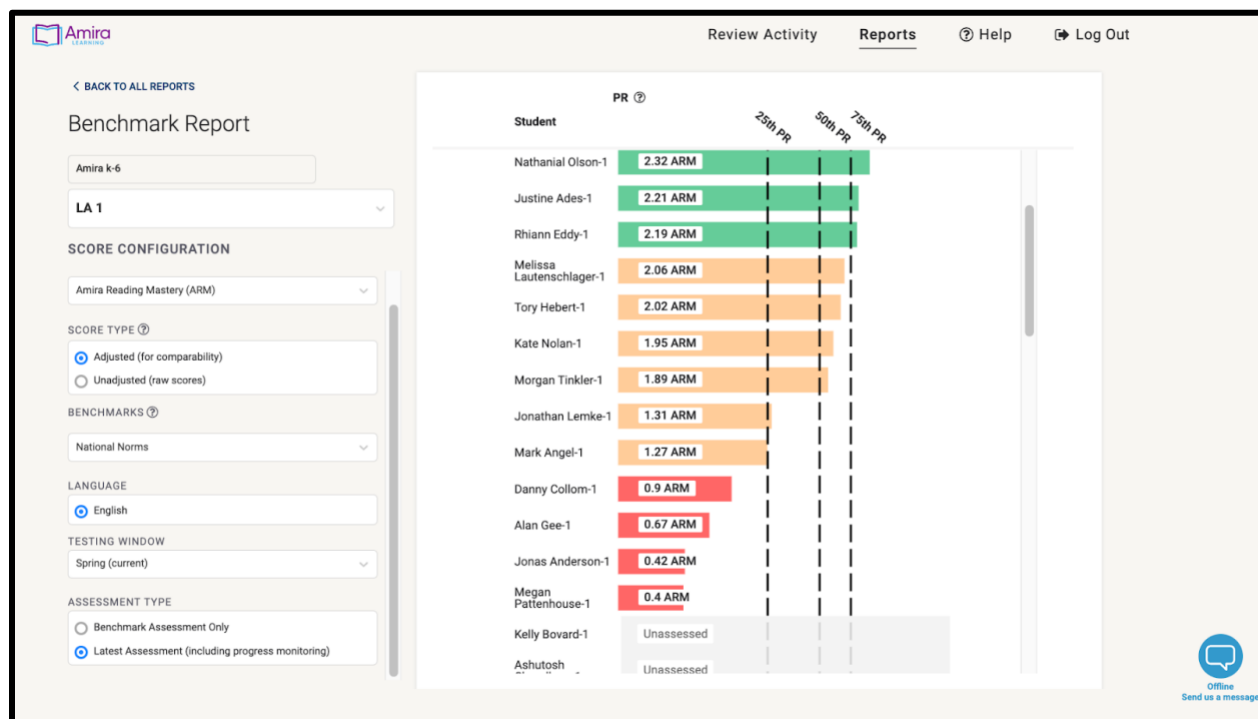 Amira
LEARNING
Review Activity
Reports
Help
Log Out
BACK TO ALL REPORTS
Benchmark Report
Amira k-6
LA 1
SCORE CONFIGURATION
Amira Reading Mastery (ARM)
SCORE TYPE
Adjusted (for comparability)
Unadjusted (raw scores)
BENCHMARKS
National Norms
LANGUAGE
English
TESTING WINDOW
Spring (current)
ASSESSMENT TYPE
Benchmark Assessment Only
Latest Assessment (including progress monitoring)
PR
Student
25th PR
50th PR
75th PR
Nathanial Olson-1 2.32 ARM
Justine Ades-1 2.21 ARM
Rhiann Eddy-1 2.19 ARM
Melissa
Lautenschlager-1 2.06 ARM
Tory Hebert-1 2.02 ARM
Kate Nolan-1 1.95 ARM
Morgan Tinkler-1 1.89 ARM
Jonathan Lemke-1 1.31 ARM
Mark Angel-1 1.27 ARM
Danny Collom-1 0.9 ARM
Alan Gee-1 0.67 ARM
Jonas Anderson-1 0.42 ARM
Megan
Pattenhouse-1 0.4 ARM
Kelly Bovard-1 Unassessed
Ashutosh
Unassessed
Offline
Send us a message